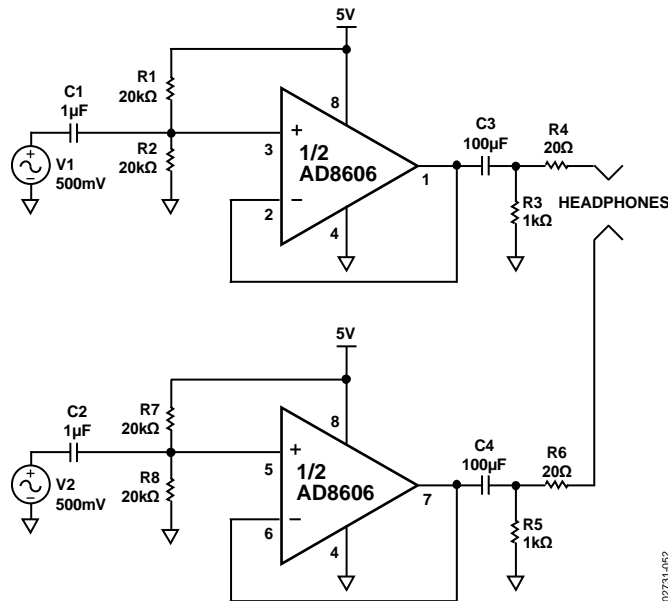 5V
R1
20kΩ
C1
1µF
R2
20kΩ
V1
500mV
+
–
+
–
3
2
8
1/2
AD8606
1
4
C3
100µF
R4
20Ω
R3
1kΩ
HEADPHONES
5V
R7
20kΩ
C2
1µF
R8
20kΩ
V2
500mV
+
–
+
–
5
6
8
1/2
AD8606
7
4
C4
100µF
R6
20Ω
R5
1kΩ
02731-052